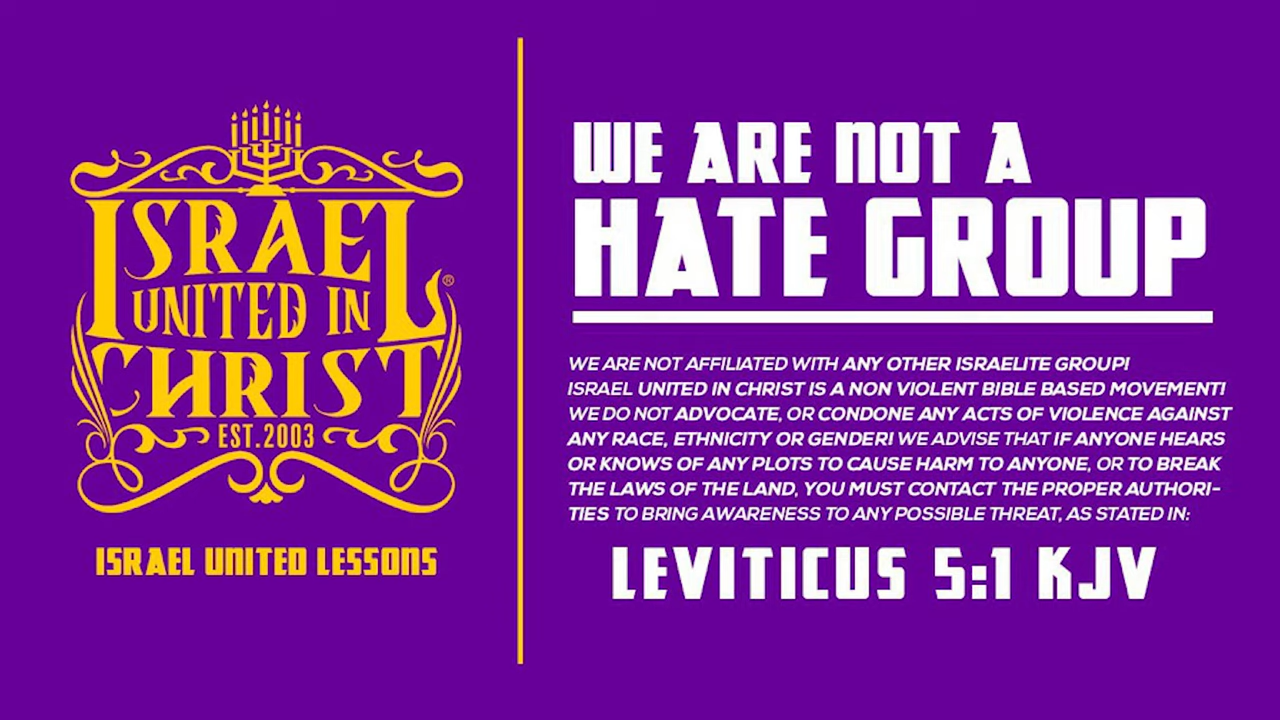 ISRAEL
UNITED IN
CHRIST
®
EST.2003
ISRAEL UNITED LESSONS
WE ARE NOT A
HATE GROUP
WE ARE NOT AFFILIATED WITH ANY OTHER ISRAELITE GROUP!
ISRAEL UNITED IN CHRIST IS A NON VIOLENT BIBLE BASED MOVEMENT!
WE DO NOT ADVOCATE, OR CONDONE ANY ACTS OF VIOLENCE AGAINST
ANY RACE, ETHNICITY OR GENDER! WE ADVISE THAT IF ANYONE HEARS
OR KNOWS OF ANY PLOTS TO CAUSE HARM TO ANYONE, OR TO BREAK
THE LAWS OF THE LAND, YOU MUST CONTACT THE PROPER AUTHORI-
TIES TO BRING AWARENESS TO ANY POSSIBLE THREAT, AS STATED IN:
LEVITICUS 5:1 KJV